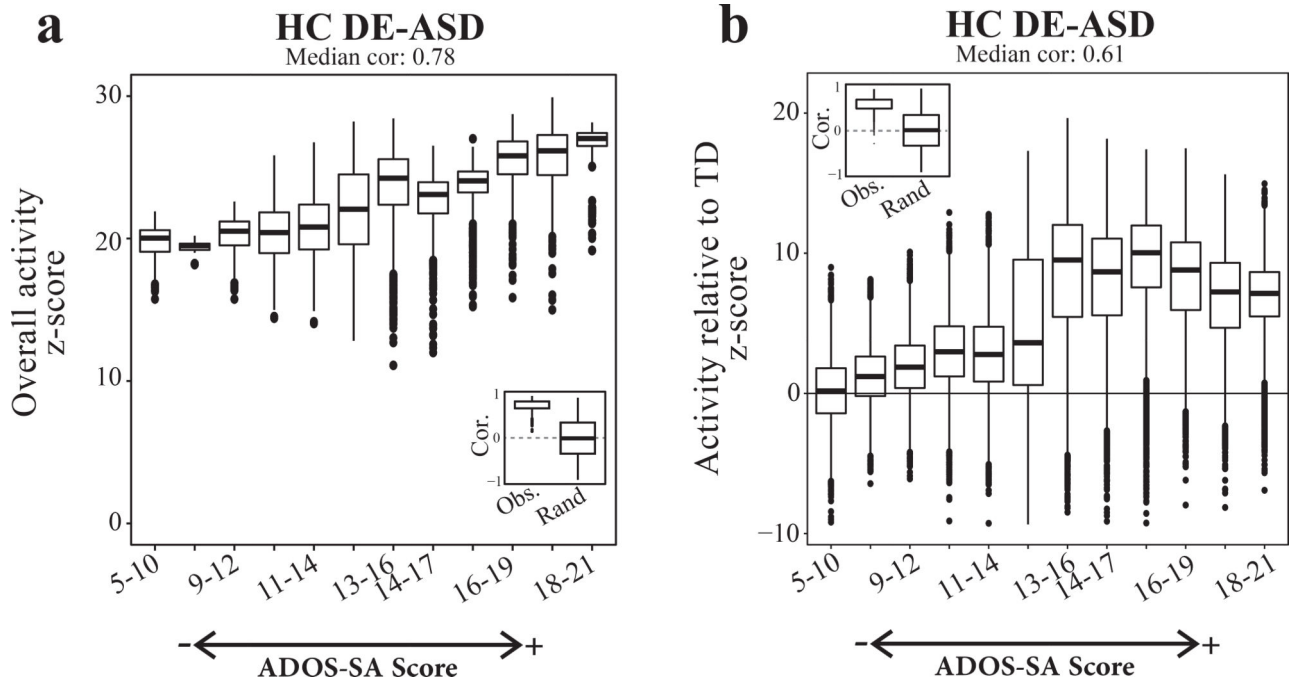 a
HC DE-ASD
Median cor: 0.78
Overall activity
z-score
30
20
10
0
Cor.
1
0
−1
Obs.
Rand
5-10
9-12
11-14
13-16
14-17
16-19
18-21
− +
ADOS-SA Score
b
HC DE-ASD
Median cor: 0.61
Activity relative to TD
z-score
20
10
0
−10
Cor.
1
0
−1
Obs.
Rand
5-10
9-12
11-14
13-16
14-17
16-19
18-21
− +
ADOS-SA Score